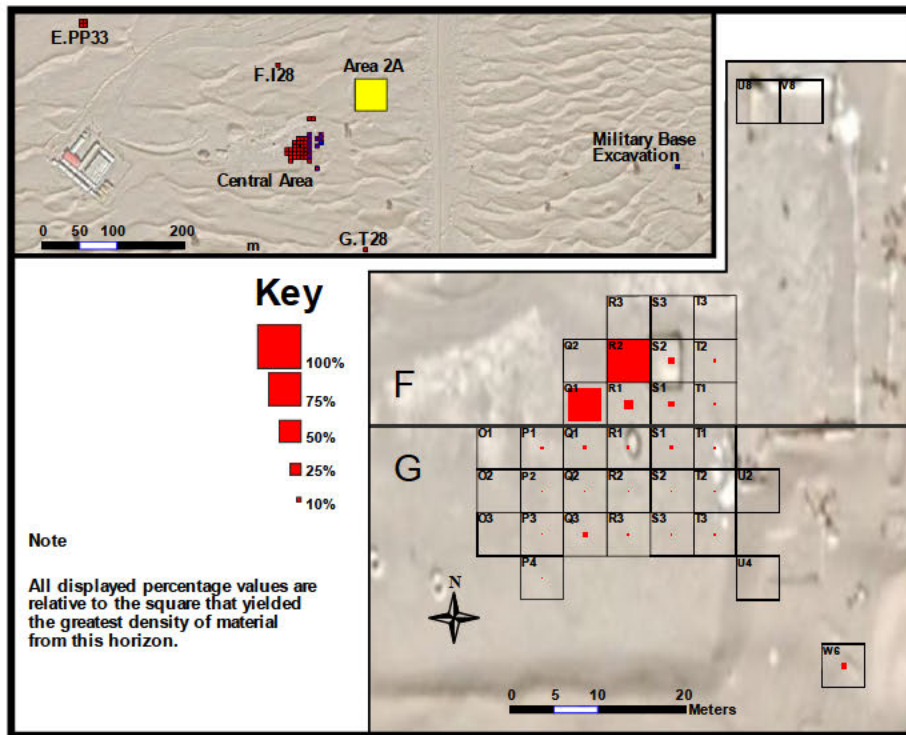 E.PP33
F.I28
Area 2A
Military Base
Excavation
Central Area
G.T28
0 50 100 200
m
U8 V8
Key
100%
75%
50%
25%
10%
R3 S3 T3
Q2 R2 S2 T2
F
Q1 R1 S1 T1
G
O1 P1 Q1 R1 S1 T1
O2 P2 Q2 R2 S2 T2 U2
O3 P3 Q3 R3 S3 T3
P4 U4
W6
Note
All displayed percentage values are
relative to the square that yielded
the greatest density of material
from this horizon.
N
0 5 10 20
Meters